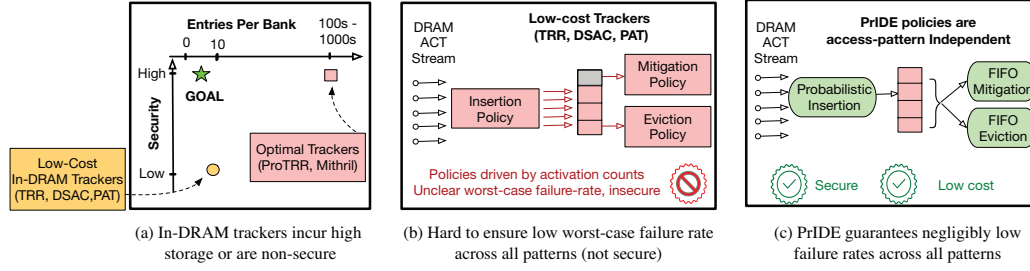 Entries Per Bank
0
10
100s -
1000s
High
GOAL
Security
Low
Optimal Trackers
(ProTRR, Mithril)
Low-Cost
In-DRAM Trackers
(TRR, DSAC,PAT)
(a) In-DRAM trackers incur high
storage or are non-secure
Low-cost Trackers
(TRR, DSAC, PAT)
DRAM
ACT
Stream
Insertion
Policy
Mitigation
Policy
Eviction
Policy
Policies driven by activation counts
Unclear worst-case failure-rate, insecure
(b) Hard to ensure low worst-case failure rate
across all patterns (not secure)
PrIDE policies are
access-pattern Independent
DRAM
ACT
Stream
Probabilistic
Insertion
FIFO
Mitigation
FIFO
Eviction
Secure
Low cost
(c) PrIDE guarantees negligibly low
failure rates across all patterns